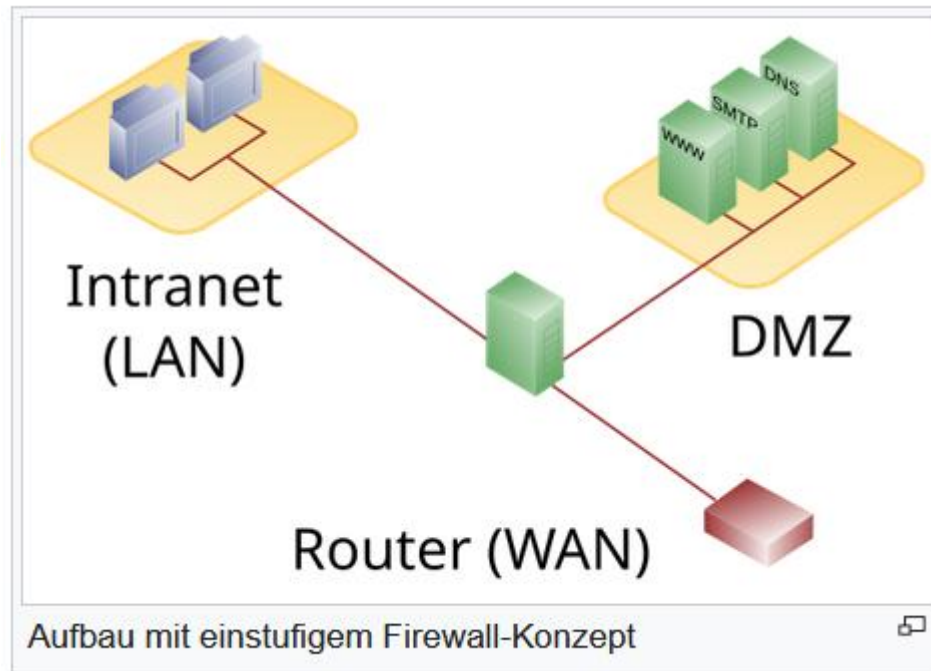 WWW
SMTP
DNS
Intranet
(LAN)
DMZ
Router (WAN)
Aufbau mit einstufigem Firewall-Konzept